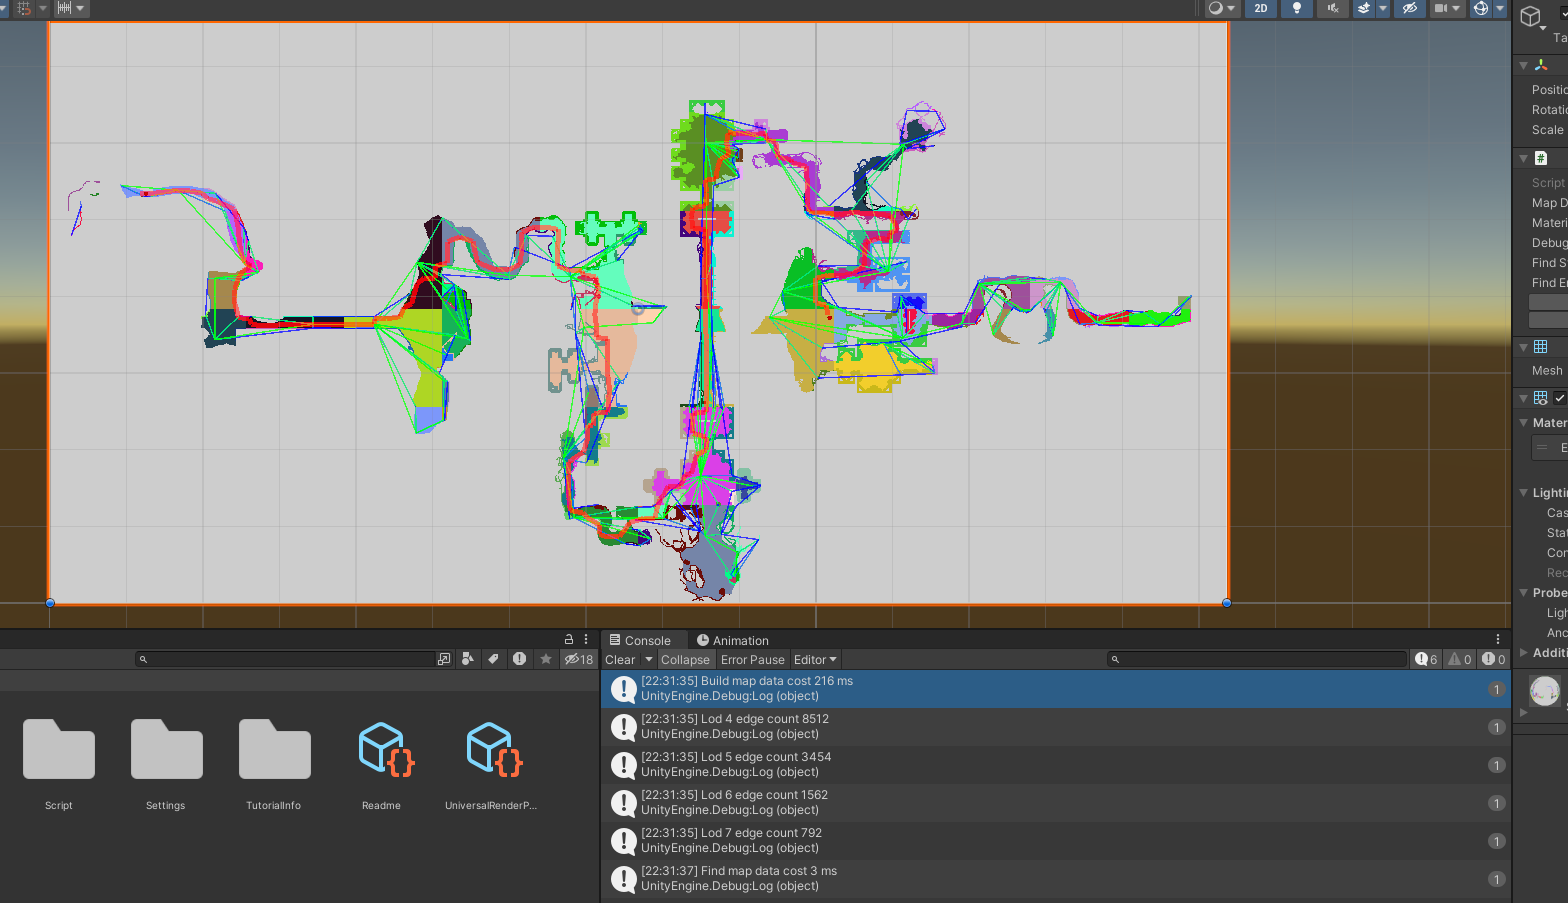 2D
Ta
Positio
Rotatio
Scale
#
Script
Map D
Materi
Debug
Find S
Find E
Mesh
Mater
E
Lightin
Cas
Stat
Con
Rec
Probe
Ligh
Anc
Additi
18
Console
Animation
Clear
Collapse
Error Pause
Editor
6
0
0
[22:31:35] Build map data cost 216 ms
UnityEngine.Debug:Log (object)
1
[22:31:35] Lod 4 edge count 8512
UnityEngine.Debug:Log (object)
1
[22:31:35] Lod 5 edge count 3454
UnityEngine.Debug:Log (object)
1
[22:31:35] Lod 6 edge count 1562
UnityEngine.Debug:Log (object)
1
[22:31:35] Lod 7 edge count 792
UnityEngine.Debug:Log (object)
1
[22:31:37] Find map data cost 3 ms
UnityEngine.Debug:Log (object)
1
Script
Settings
TutorialInfo
Readme
UniversalRenderP...